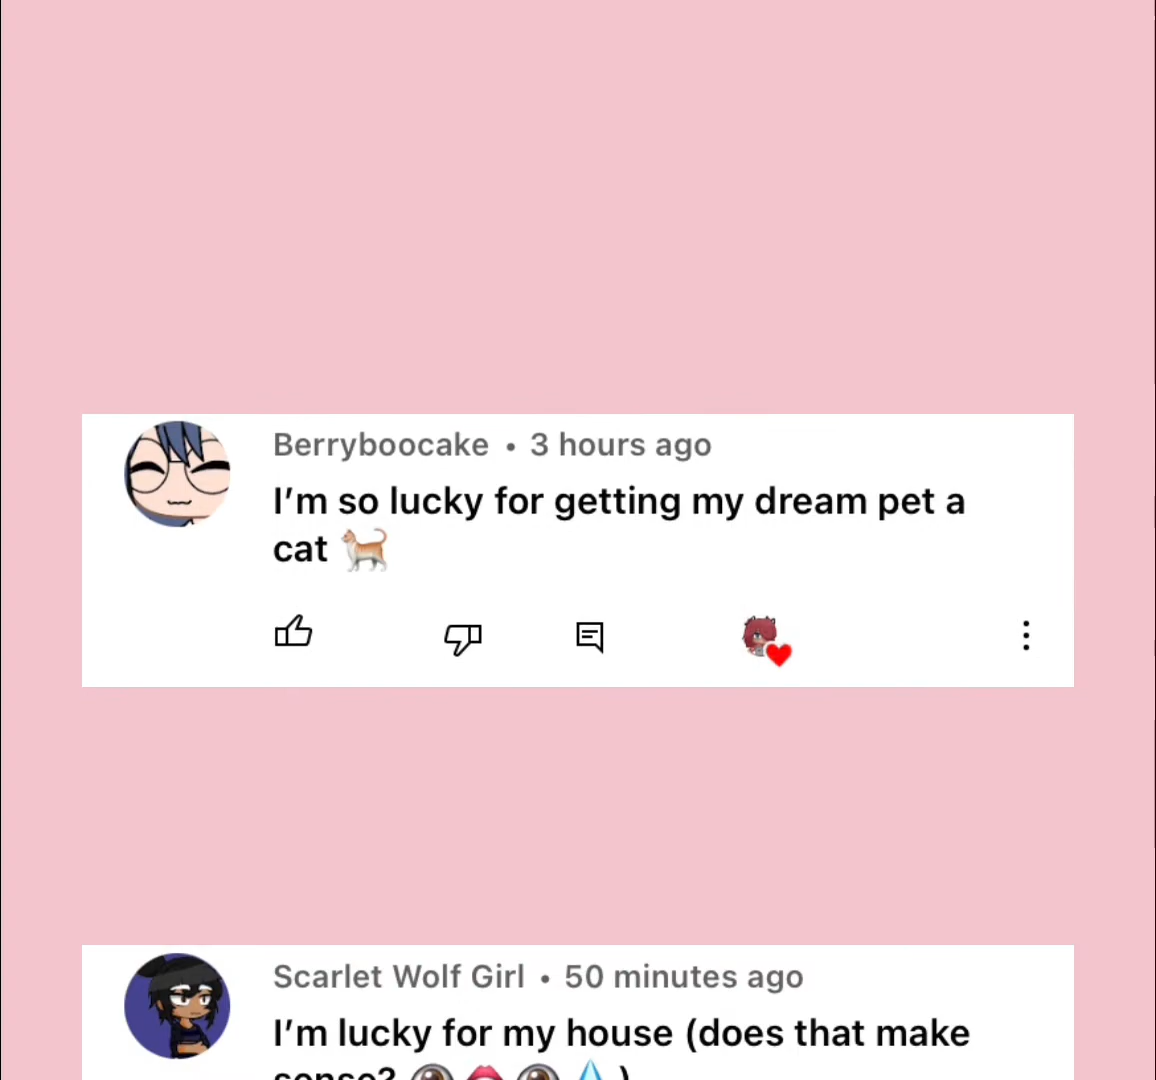 Berryboocake • 3 hours ago
I’m so lucky for getting my dream pet a
cat 🐈
Scarlet Wolf Girl • 50 minutes ago
I’m lucky for my house (does that make
sense? 👁️👄👁️💧)